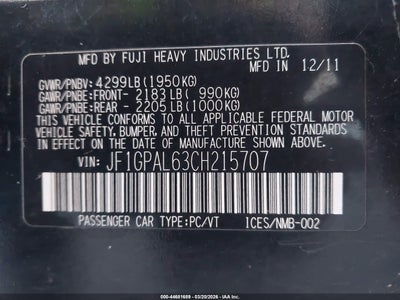 MFD BY FUJI HEAVY INDUSTRIES LTD.
MFD IN 12/11
GVWR/PNBV: 4299LB(1950KG)
GAWR/PNBE:FRONT- 2183LB( 990KG)
GAWR/PNBE:REAR - 2205LB(1000KG)
THIS VEHICLE CONFORMS TO ALL APPLICABLE FEDERAL MOTOR
VEHICLE SAFETY, BUMPER, AND THEFT PREVENTION
STANDARDS IN EFFECT ON THE DATE OF MANUFACTURE SHOWN ABOVE.
VIN: JF1GPAL63CH215707
PASSENGER CAR TYPE:PC/VT ICES/NMB-002
000-44681689 - 03/20/2026 - IAA Inc.